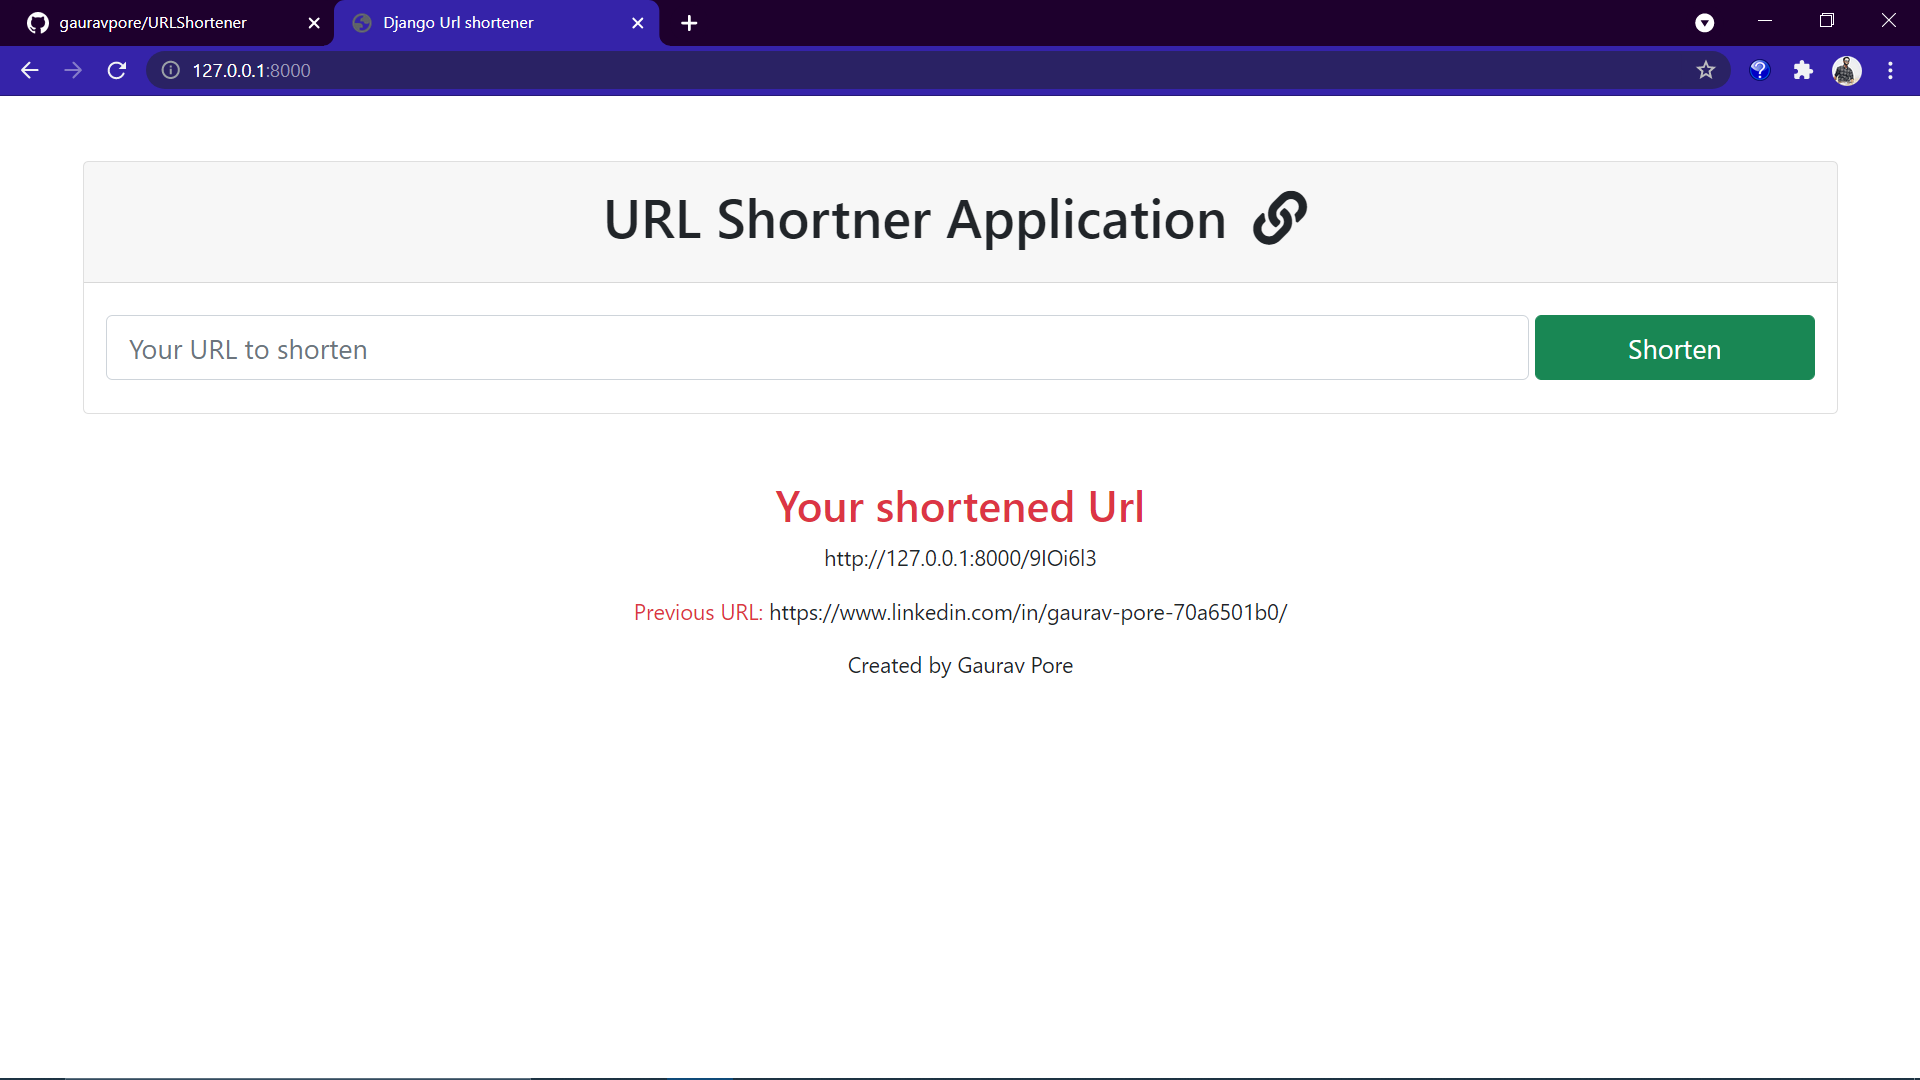 gauravpore/URLShortener
Django Url shortener
127.0.0.1:8000
URL Shortner Application
Your URL to shorten
Shorten
Your shortened Url
http://127.0.0.1:8000/9IOi6l3
Previous URL: https://www.linkedin.com/in/gaurav-pore-70a6501b0/
Created by Gaurav Pore